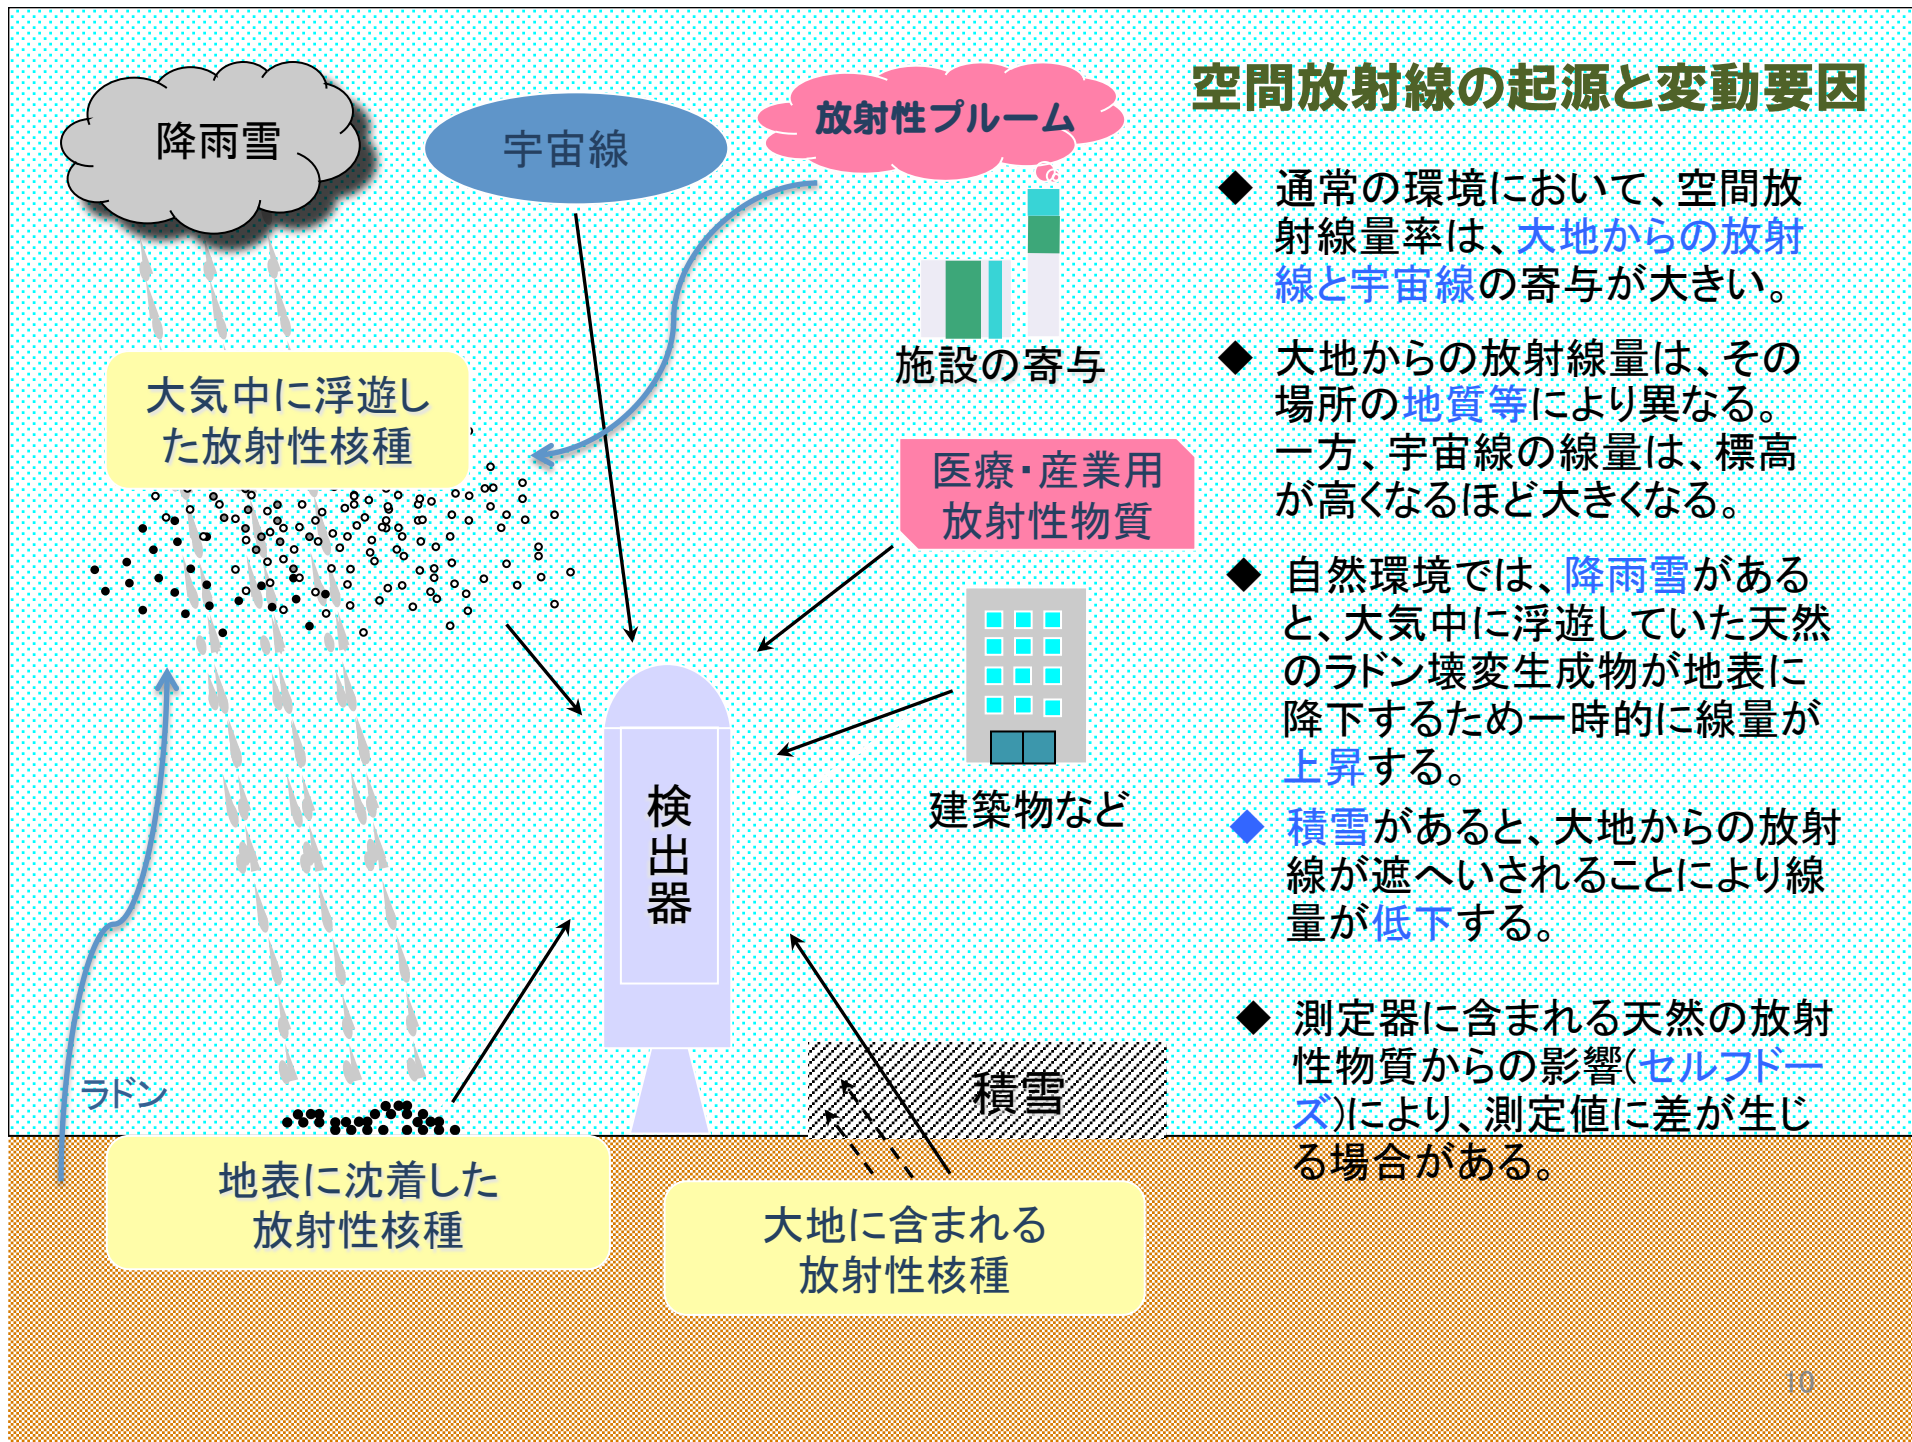 空間放射線の起源と変動要因
降雨雪
宇宙線
放射性プルーム
施設の寄与
大気中に浮遊し
た放射性核種
医療・産業用
放射性物質
建築物など
検
出
器
ラドン
積雪
地表に沈着した
放射性核種
大地に含まれる
放射性核種
◆ 通常の環境において、空間放
射線量率は、大地からの放射
線と宇宙線の寄与が大きい。
◆ 大地からの放射線量は、その
場所の地質等により異なる。
一方、宇宙線の線量は、標高
が高くなるほど大きくなる。
◆ 自然環境では、降雨雪がある
と、大気中に浮遊していた天然
のラドン壊変生成物が地表に
降下するため一時的に線量が
上昇する。
◆ 積雪があると、大地からの放射
線が遮へいされることにより線
量が低下する。
◆ 測定器に含まれる天然の放射
性物質からの影響(セルフドー
ズ)により、測定値に差が生じ
る場合がある。
10